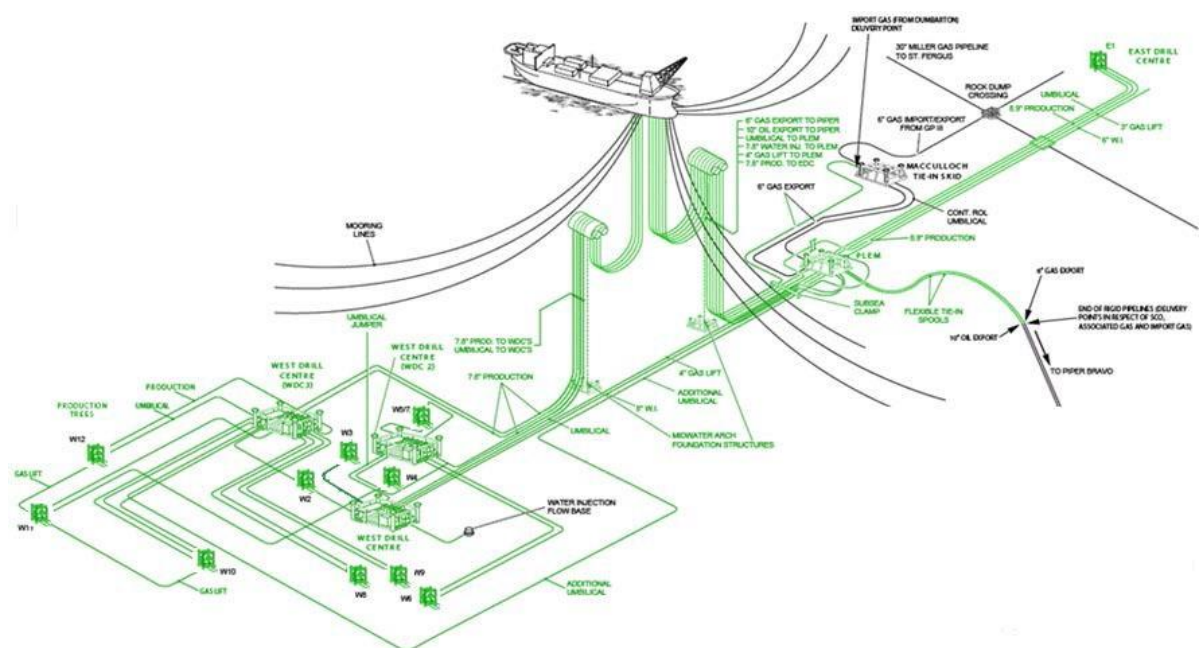 IMPORT GAS (FROM DUMBARTON)
DELIVERY POINT
30" MILLER GAS PIPELINE
TO ST. FERGUS
E1
EAST DRILL
CENTRE
ROCK DUMP
CROSSING
UMBILICAL
5.9" PRODUCTION
3" GAS LIFT
6" W.I.
6" GAS IMPORT/EXPORT
FROM GP III
6" GAS EXPORT TO PIPER
10" OIL EXPORT TO PIPER
UMBILICAL TO PLEM
7.8" WATER INJ. TO PLEM
4" GAS LIFT TO PLEM
7.8" PROD. TO EDC
MACCULLOCH
TIE-IN SKID
6" GAS EXPORT
CONT. ROL
UMBILICAL
MOORING
LINES
5.9" PRODUCTION
PLEM
SUBSEA
CLAMP
FLEXIBLE TIE-IN
SPOOLS
6" GAS EXPORT
END OF RIGID PIPELINES (DELIVERY
POINTS IN RESPECT OF SCO,
ASSOCIATED GAS AND IMPORT GAS)
10" OIL EXPORT
TO PIPER BRAVO
UMBILICAL
JUMPER
7.8" PROD. TO WDC'S
UMBILICAL TO WDC'S
WEST DRILL
CENTRE
(WDC 2)
WEST DRILL
CENTRE
(WDC3)
7.8" PRODUCTION
4" GAS LIFT
ADDITIONAL
UMBILICAL
8" W.I.
PRODUCTION
UMBILICAL
PRODUCTION
TREES
W5/7
UMBILICAL
MIDWATER ARCH
FOUNDATION STRUCTURES
W12
W3
W4
GAS LIFT
W2
WATER INJECTION
FLOW BASE
W11
WEST DRILL
CENTRE
W10
W8
W9
W6
GAS LIFT
ADDITIONAL
UMBILICAL